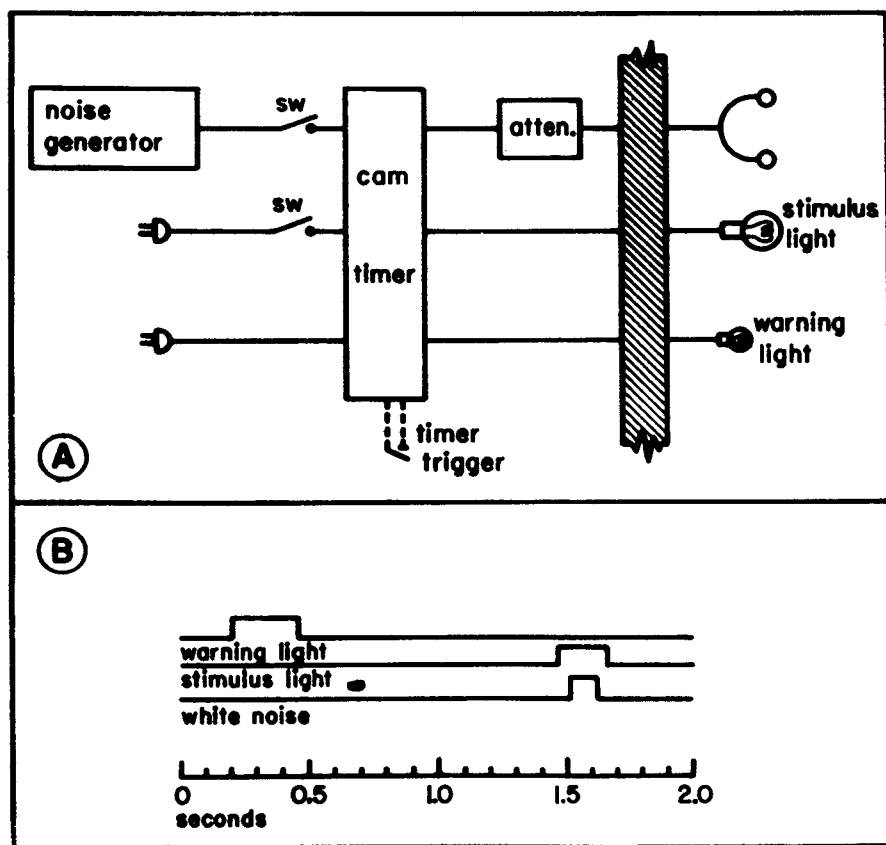 noise
generator
sw
cam
timer
atten.
sw
stimulus
light
warning
light
timer
trigger
A
B
warning light
stimulus light
white noise
0 0.5 1.0 1.5 2.0
seconds